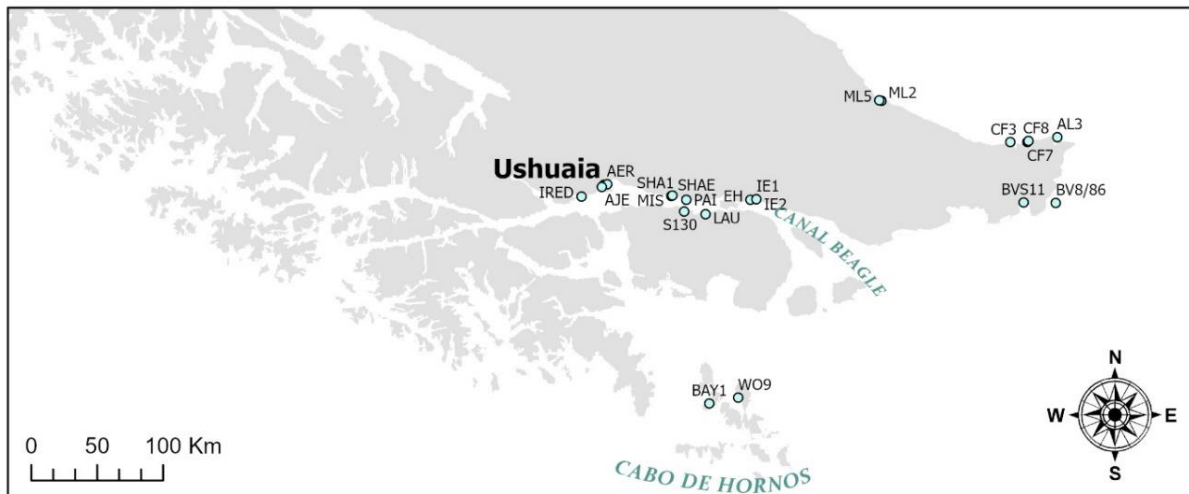 ML5 ML2
CF3 CF8 AL3
CF7
Ushuaia AER
IRED AJE
SHA1 SHAE EH IE1
MIS PAI IE2
S130 LAU
BVS11 BV8/86
CANAL BEAGLE
BAY1 WO9
N
W E
S
0 50 100 Km
CABO DE HORNOS